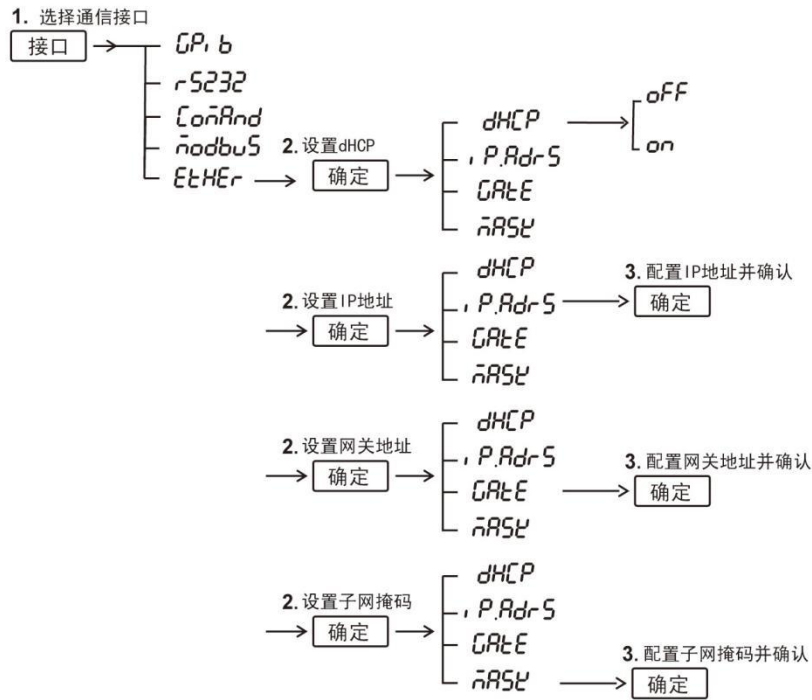 1. 选择通信接口
接口
GPib
rS232
ComAnd
modbuS
EtHEr
2. 设置dHCP
确定
dHCP
iP.AdrS
GAtE
mASK
oFF
on
2. 设置IP地址
确定
dHCP
iP.AdrS
GAtE
mASK
3. 配置IP地址并确认
确定
2. 设置网关地址
确定
dHCP
iP.AdrS
GAtE
mASK
3. 配置网关地址并确认
确定
2. 设置子网掩码
确定
dHCP
iP.AdrS
GAtE
mASK
3. 配置子网掩码并确认
确定